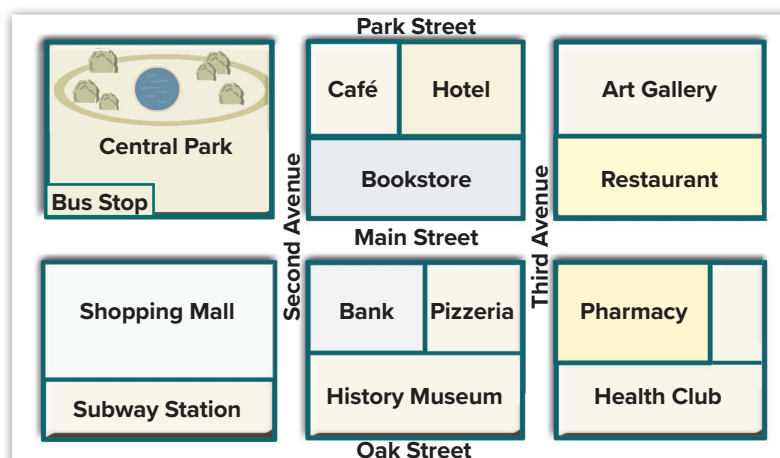 Park Street
Café
Hotel
Art Gallery
Central Park
Bookstore
Restaurant
Bus Stop
Second Avenue
Main Street
Third Avenue
Shopping Mall
Bank
Pizzeria
Pharmacy
Subway Station
History Museum
Health Club
Oak Street